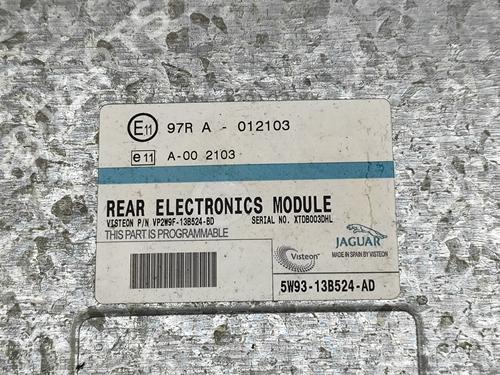 E11 97R A - 012103
e11 A-00 2103
REAR ELECTRONICS MODULE
VISTEON P/N VP2W9F-13B524-BD SERIAL NO. XTDB003DHL
THIS PART IS PROGRAMMABLE
Visteon
JAGUAR
MADE IN SPAIN BY VISTEON
5W93-13B524-AD